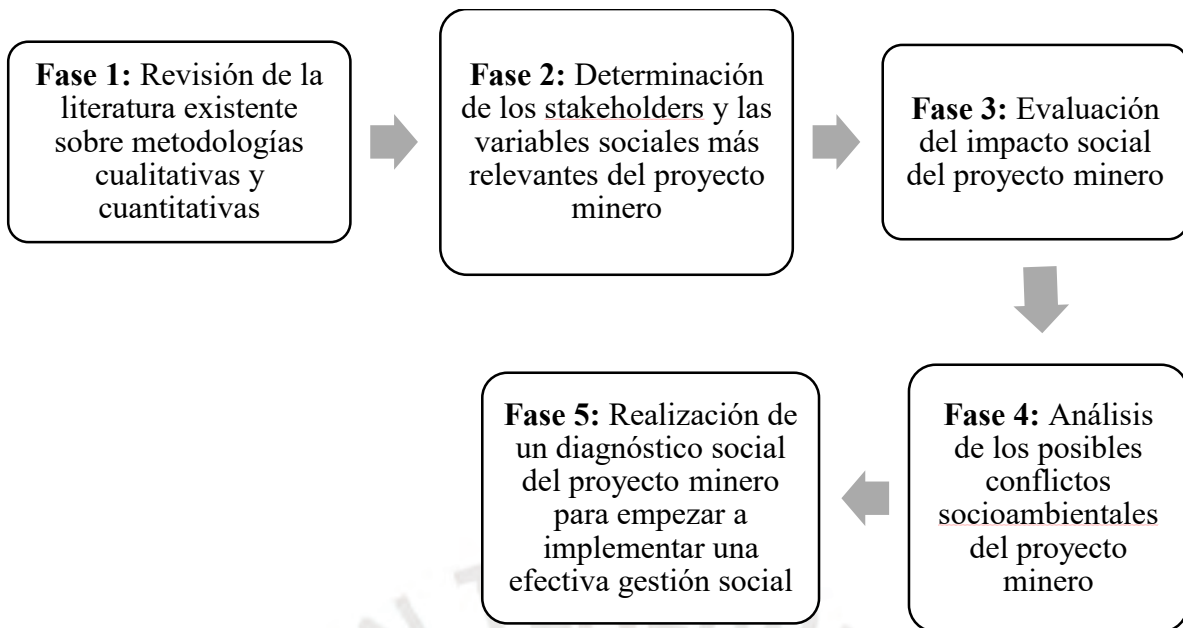 Fase 1: Revisión de la
literatura existente
sobre metodologías
cualitativas y
cuantitativas
Fase 2: Determinación
de los stakeholders y las
variables sociales más
relevantes del proyecto
minero
Fase 3: Evaluación
del impacto social
del proyecto minero
Fase 4: Análisis
de los posibles
conflictos
socioambientales
del proyecto
minero
Fase 5: Realización de
un diagnóstico social
del proyecto minero
para empezar a
implementar una
efectiva gestión social